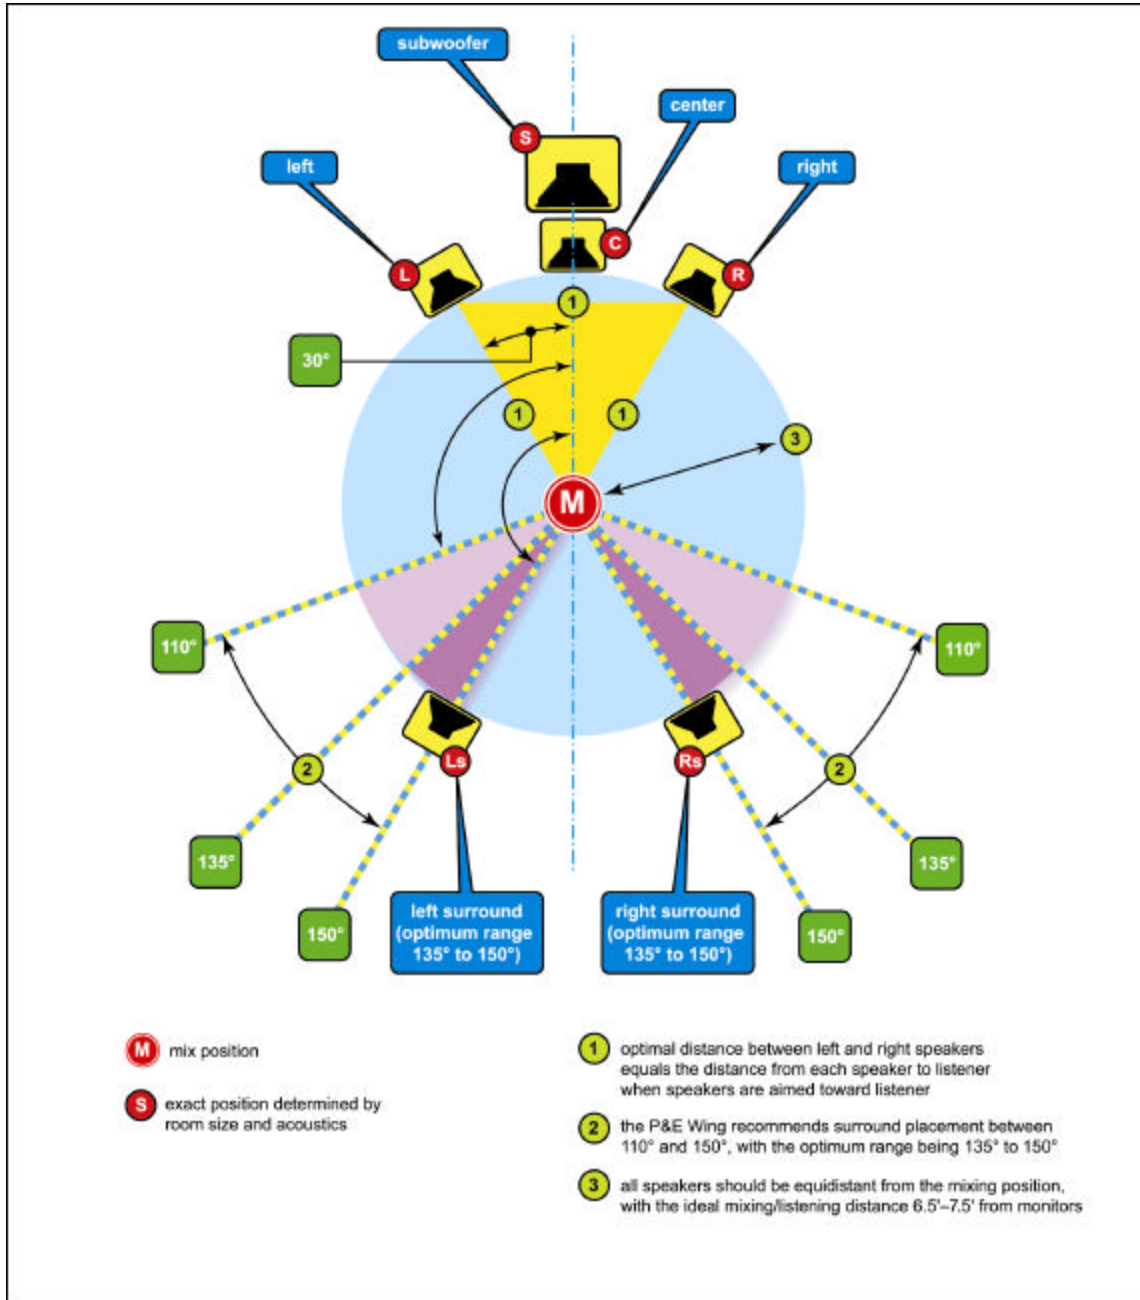 subwoofer
S
center
left
right
C
L
R
1
30°
1
1
3
M
110°
110°
2
2
Ls
Rs
135°
135°
150°
150°
left surround
(optimum range
135° to 150°)
right surround
(optimum range
135° to 150°)
M
mix position
S
exact position determined by
room size and acoustics
1
optimal distance between left and right speakers
equals the distance from each speaker to listener
when speakers are aimed toward listener
2
the P&E Wing recommends surround placement between
110° and 150°, with the optimum range being 135° to 150°
3
all speakers should be equidistant from the mixing position,
with the ideal mixing/listening distance 6.5'–7.5' from monitors